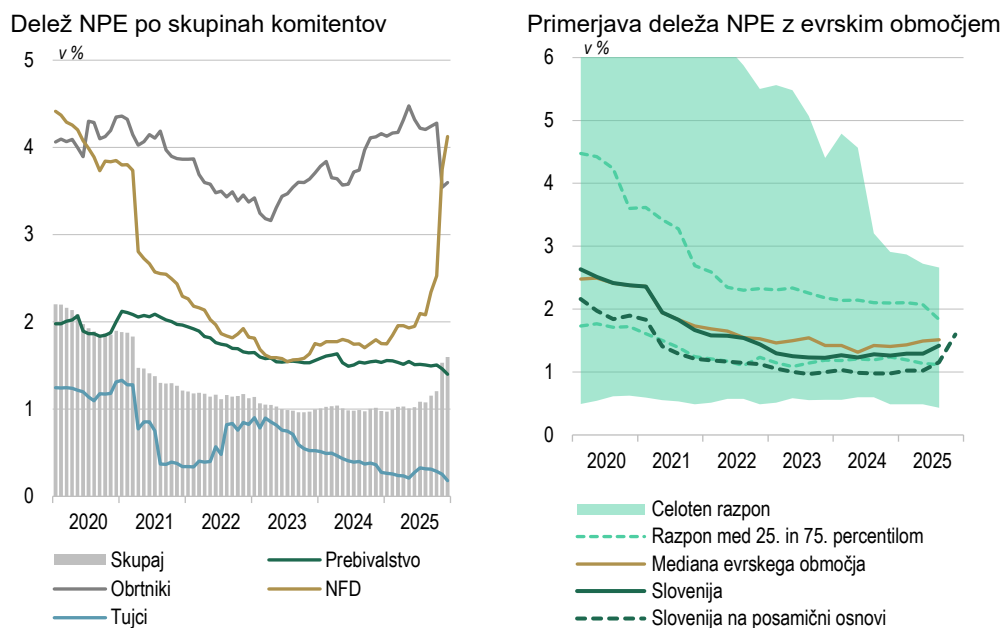 Delež NPE po skupinah komitentov
v %
5
4
3
2
1
0
2020 2021 2022 2023 2024 2025
Skupaj
Prebivalstvo
Obrtniki
NFD
Tujci
Primerjava deleža NPE z evrskim območjem
v %
6
5
4
3
2
1
0
2020 2021 2022 2023 2024 2025
Celoten razpon
Razpon med 25. in 75. percentilom
Mediana evrskega območja
Slovenija
Slovenija na posamični osnovi